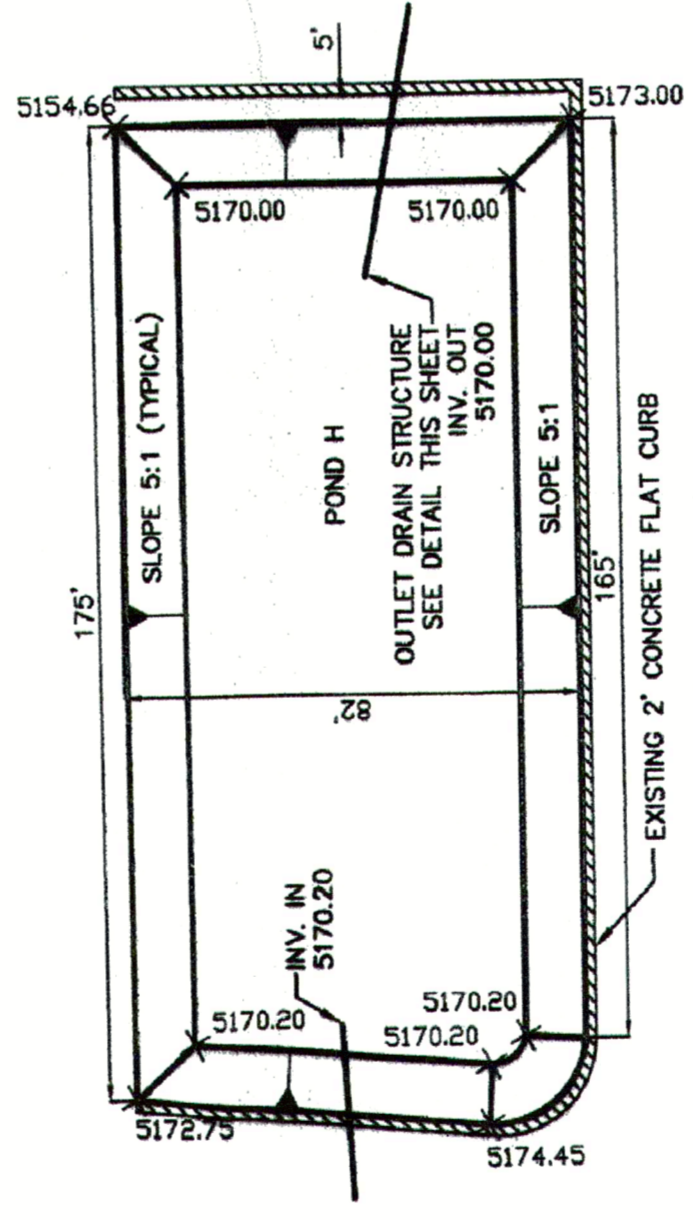 5'
5154.66
5173.00
5170.00
5170.00
SLOPE 5:1 (TYPICAL)
POND H
OUTLET DRAIN STRUCTURE
SEE DETAIL THIS SHEET
INV. OUT
5170.00
SLOPE 5:1
175'
165'
82'
EXISTING 2' CONCRETE FLAT CURB
INV. IN
5170.20
5170.20
5170.20
5170.20
5172.75
5174.45